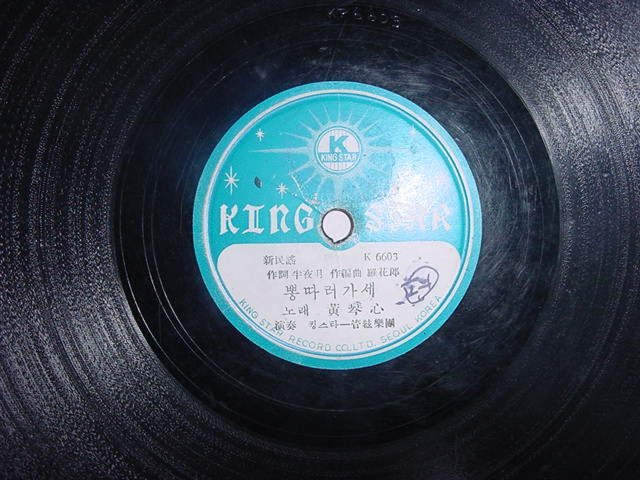 K
KING STAR
KING STAR
新民謠 K 6603
作詞 半夜月 作編曲 羅花郎
뽕따러가세
노래 黃琴心
演奏 킹스타—管絃樂團
KING STAR RECORD CO.LTD. SEOUL KOREA